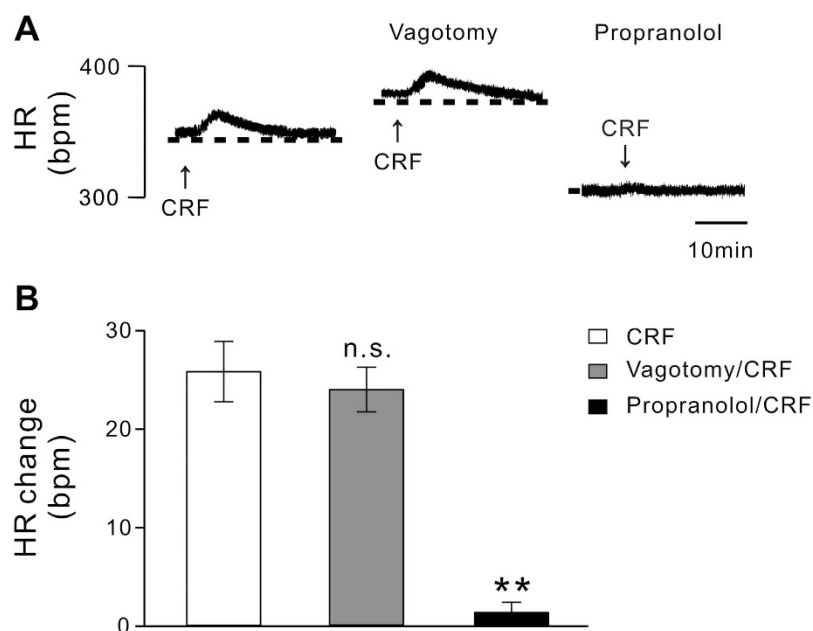 A
Vagotomy
Propranolol
400
HR
(bpm)
CRF
CRF
CRF
300
10min
B
30
n.s.
CRF
Vagotomy/CRF
Propranolol/CRF
20
HR change
(bpm)
10
**
0